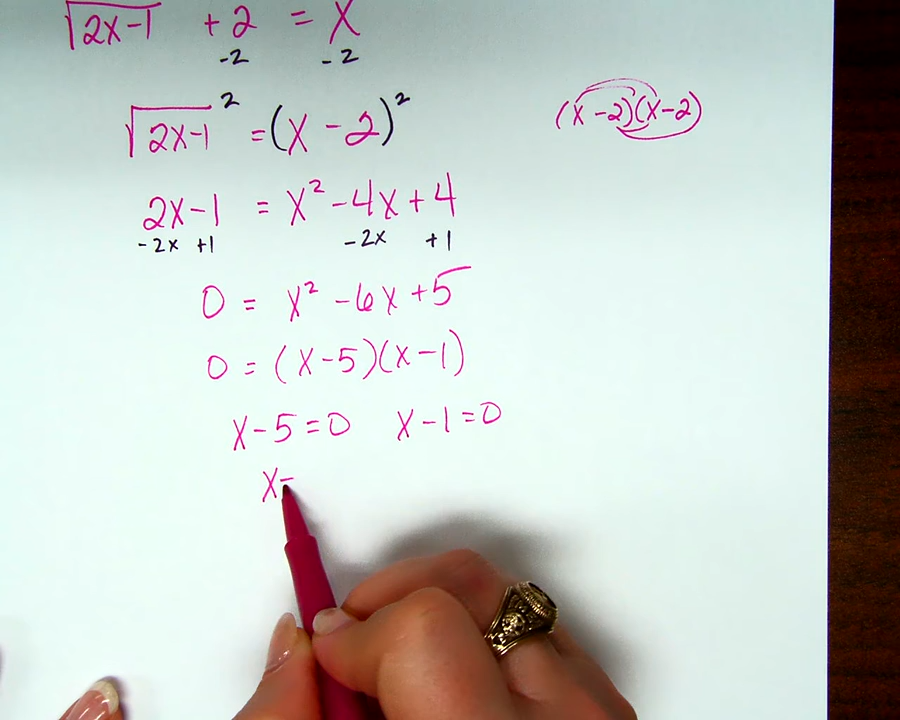 √2x-1 + 2 = x
-2 -2
√2x-1² = (x - 2)²
(x-2)(x-2)
2x-1 = x² - 4x + 4
-2x +1 -2x +1
0 = x² - 6x + 5
0 = (x-5)(x-1)
x-5=0 x-1=0
x=